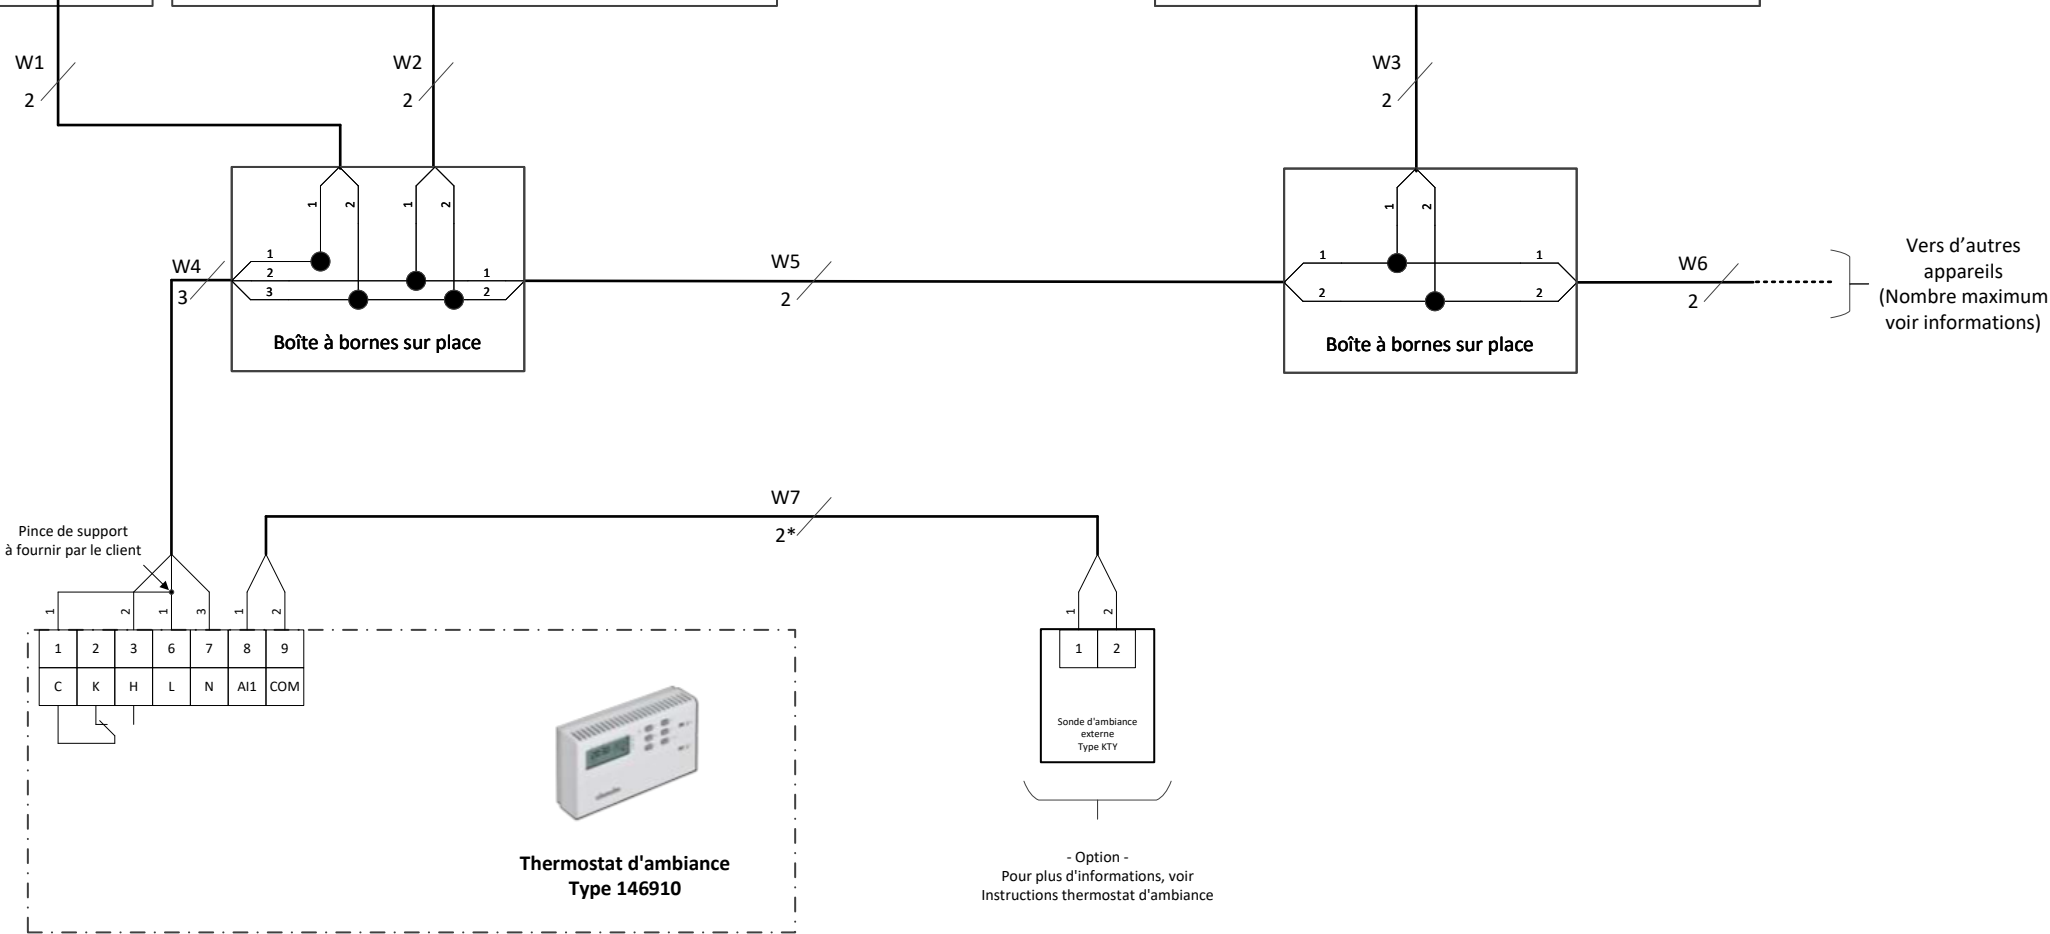 W1
2
W2
2
W3
2
1
2
1
2
1
2
W4
3
1
2
3
1
2
Boîte à bornes sur place
W5
2
1
2
1
2
Boîte à bornes sur place
W6
2
Vers d’autres
appareils
(Nombre maximum
voir informations)
Pince de support
à fournir par le client
W7
2*
1
2
1
3
1
2
1 2 3 6 7 8 9
C K H L N AI1 COM
Thermostat d'ambiance
Type 146910
1
2
1 2
Sonde d'ambiance
externe
Type KTY
- Option -
Pour plus d'informations, voir
Instructions thermostat d'ambiance